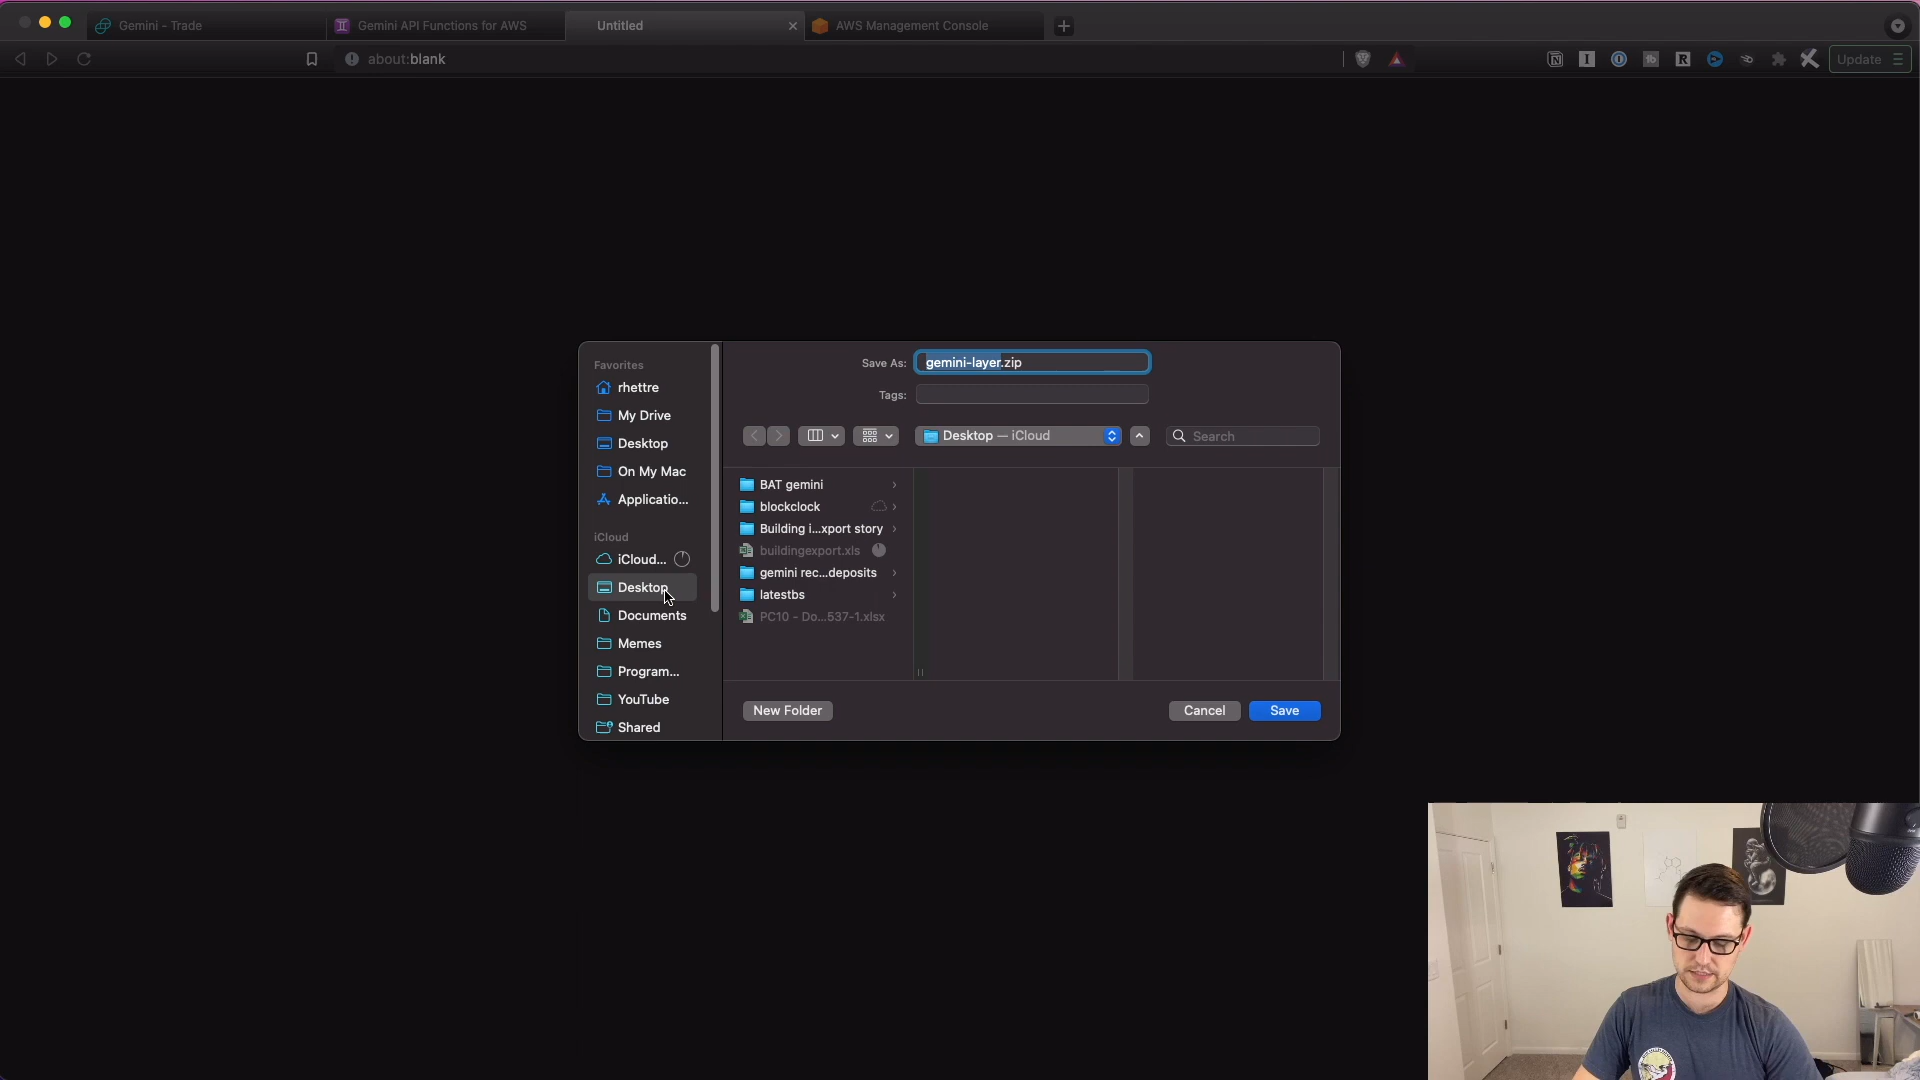 Gemini - Trade
Gemini API Functions for AWS
Untitled
AWS Management Console
about:blank
Update
Save As:
gemini-layer.zip
Tags:
Desktop — iCloud
Search
Favorites
rhettre
My Drive
Desktop
On My Mac
Applicatio...
iCloud
iCloud...
Desktop
Documents
Memes
Program...
YouTube
Shared
BAT gemini
blockclock
Building i...xport story
buildingexport.xls
gemini rec...deposits
latestbs
PC10 - Do...537-1.xlsx
New Folder
Cancel
Save